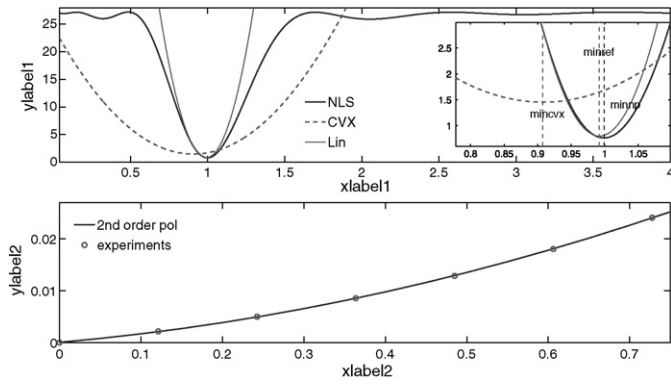 25
20
15
10
5
0
ylabel1
NLS
CVX
Lin
0.5 1 1.5 2 2.5 3 3.5 4
xlabel1
2.5
2
1.5
1
minref
mincvx
0.8 0.9 0.95 1 1.05
2nd order pol
experiments
0.02
0.01
0
ylabel2
0 0.1 0.2 0.3 0.4 0.5 0.6 0.7
xlabel2